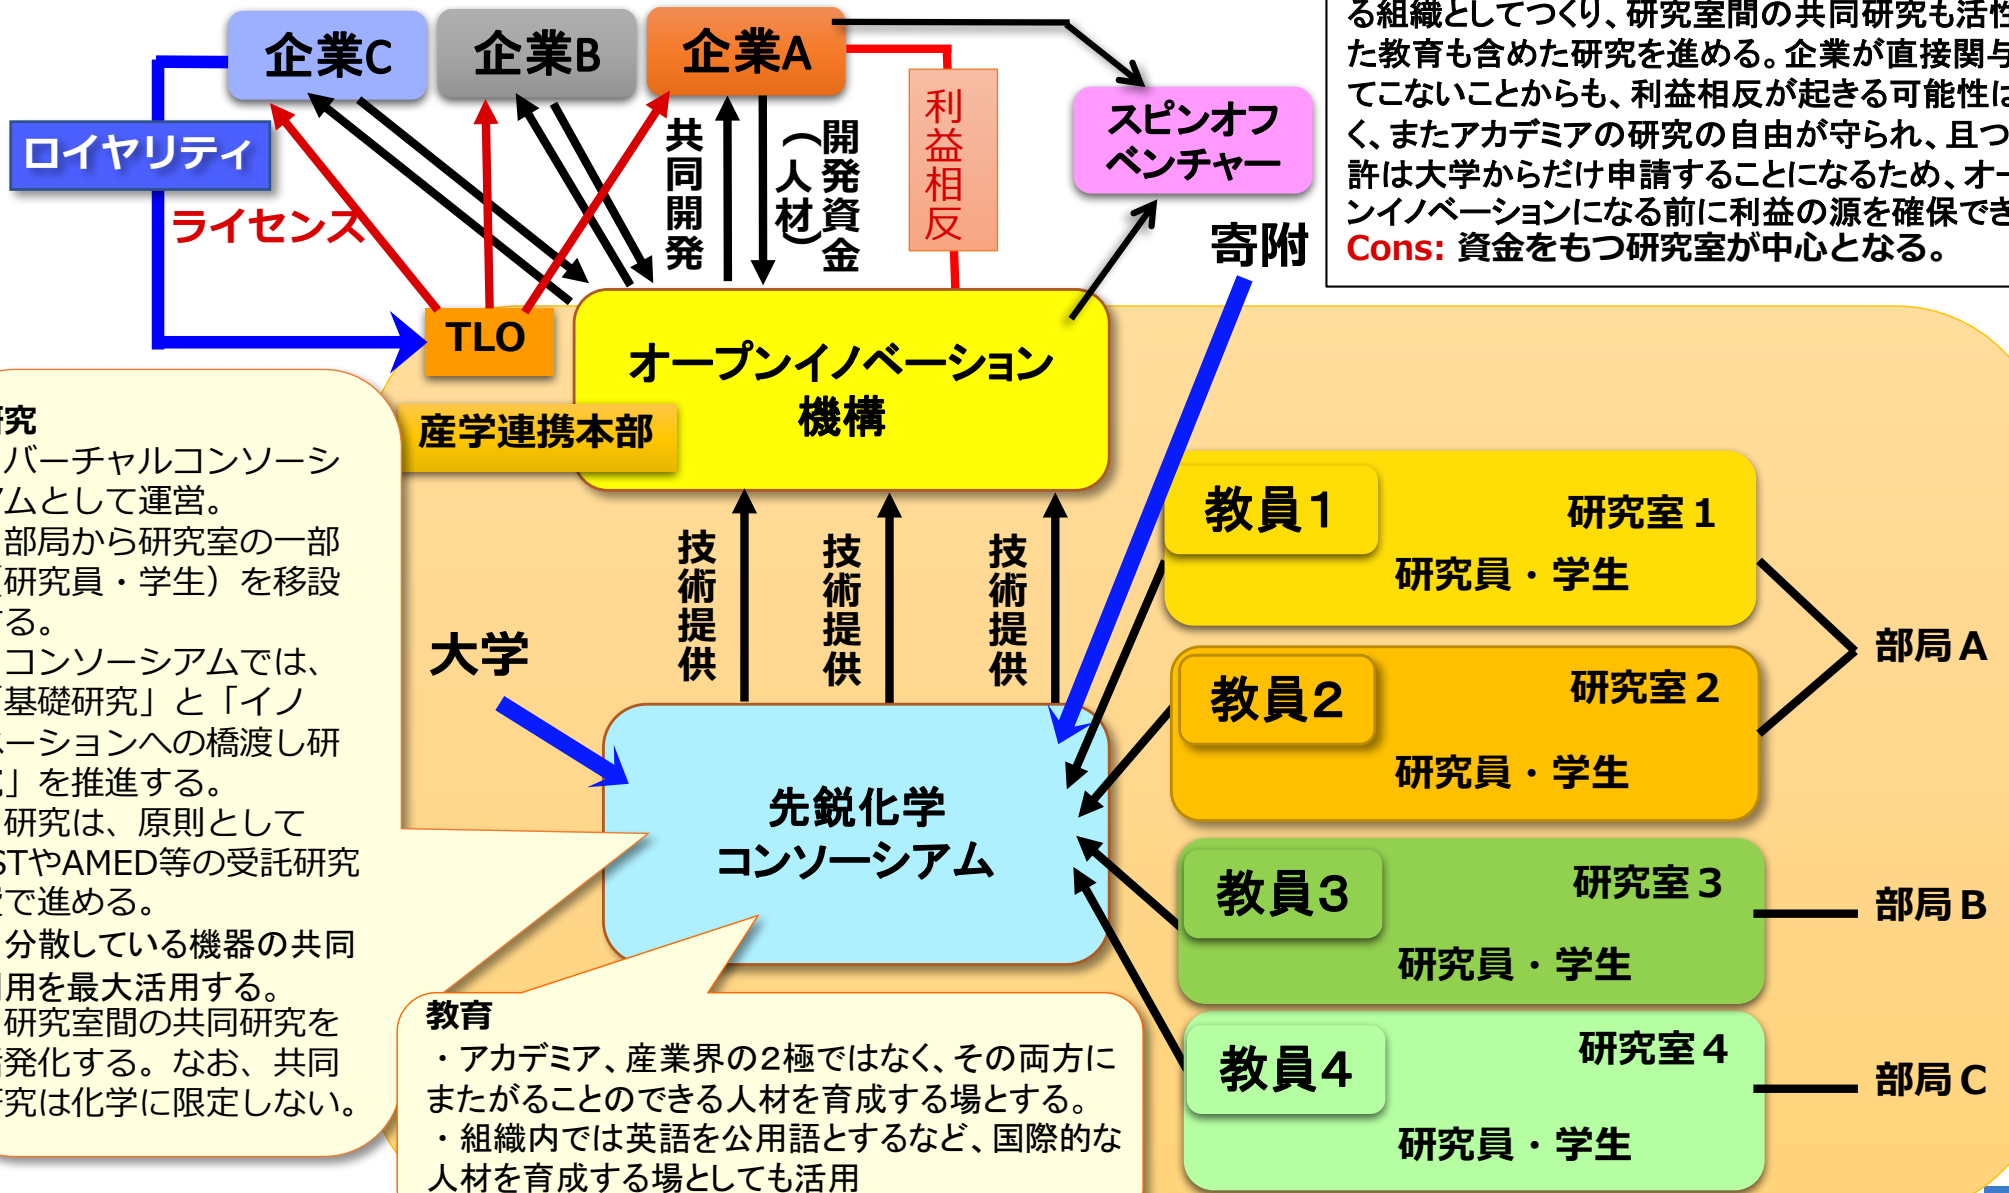 企業C
企業B
企業A
ロイヤリティ
ライセンス
共同開発
開発資金
（人材）
利益相反
スピンオフ
ベンチャー
寄附
る組織としてつくり、研究室間の共同研究も活性
た教育も含めた研究を進める。企業が直接関与
てこないことからも、利益相反が起きる可能性は
く、またアカデミアの研究の自由が守られ、且つ
許は大学からだけ申請することになるため、オー
ンイノベーションになる前に利益の源を確保でき
Cons: 資金をもつ研究室が中心となる。
TLO
オープンイノベーション
機構
産学連携本部
究
バーチャルコンソーシ
アムとして運営。
部局から研究室の一部
（研究員・学生）を移設
する。
コンソーシアムでは、
「基礎研究」と「イノ
ベーションへの橋渡し研
究」を推進する。
研究は、原則として
STやAMED等の受託研究
で進める。
分散している機器の共同
利用を最大活用する。
研究室間の共同研究を
活発化する。なお、共同
研究は化学に限定しない。
大学
技術提供
技術提供
技術提供
先鋭化学
コンソーシアム
教員1
研究室1
研究員・学生
教員2
研究室2
研究員・学生
教員3
研究室3
研究員・学生
教員4
研究室4
研究員・学生
部局A
部局B
部局C
教育
・アカデミア、産業界の2極ではなく、その両方に
またがることのできる人材を育成する場とする。
・組織内では英語を公用語とするなど、国際的な
人材を育成する場としても活用